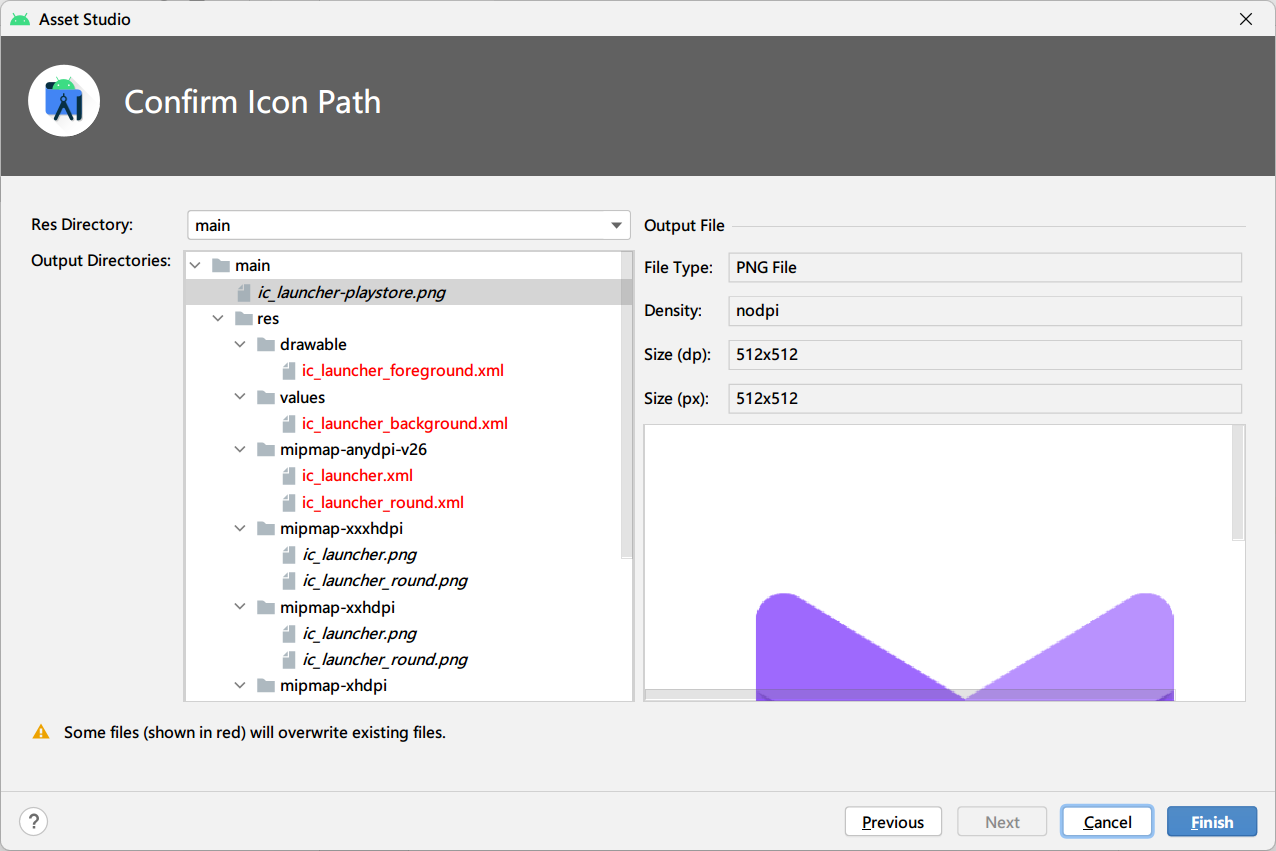 Asset Studio
Confirm Icon Path
Res Directory:
main
Output Directories:
main
ic_launcher-playstore.png
res
drawable
ic_launcher_foreground.xml
values
ic_launcher_background.xml
mipmap-anydpi-v26
ic_launcher.xml
ic_launcher_round.xml
mipmap-xxxhdpi
ic_launcher.png
ic_launcher_round.png
mipmap-xxhdpi
ic_launcher.png
ic_launcher_round.png
mipmap-xhdpi
Output File
File Type: PNG File
Density: nodpi
Size (dp): 512x512
Size (px): 512x512
Some files (shown in red) will overwrite existing files.
? Previous Next Cancel Finish